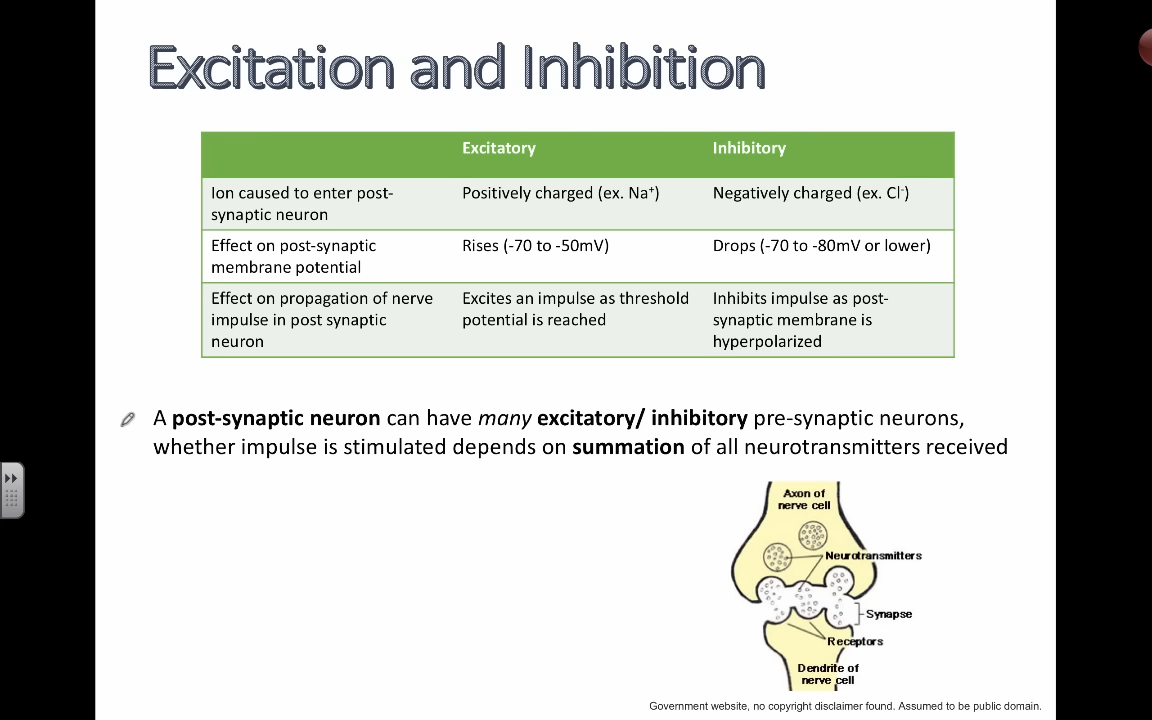 Excitation and Inhibition
Excitatory
Inhibitory
Ion caused to enter post-
synaptic neuron
Positively charged (ex. Na⁺)
Negatively charged (ex. Cl⁻)
Effect on post-synaptic
membrane potential
Rises (-70 to -50mV)
Drops (-70 to -80mV or lower)
Effect on propagation of nerve
impulse in post synaptic
neuron
Excites an impulse as threshold
potential is reached
Inhibits impulse as post-
synaptic membrane is
hyperpolarized
A post-synaptic neuron can have many excitatory/ inhibitory pre-synaptic neurons,
whether impulse is stimulated depends on summation of all neurotransmitters received
Axon of
nerve cell
Neurotransmitters
Synapse
Receptors
Dendrite of
nerve cell
Government website, no copyright disclaimer found. Assumed to be public domain.